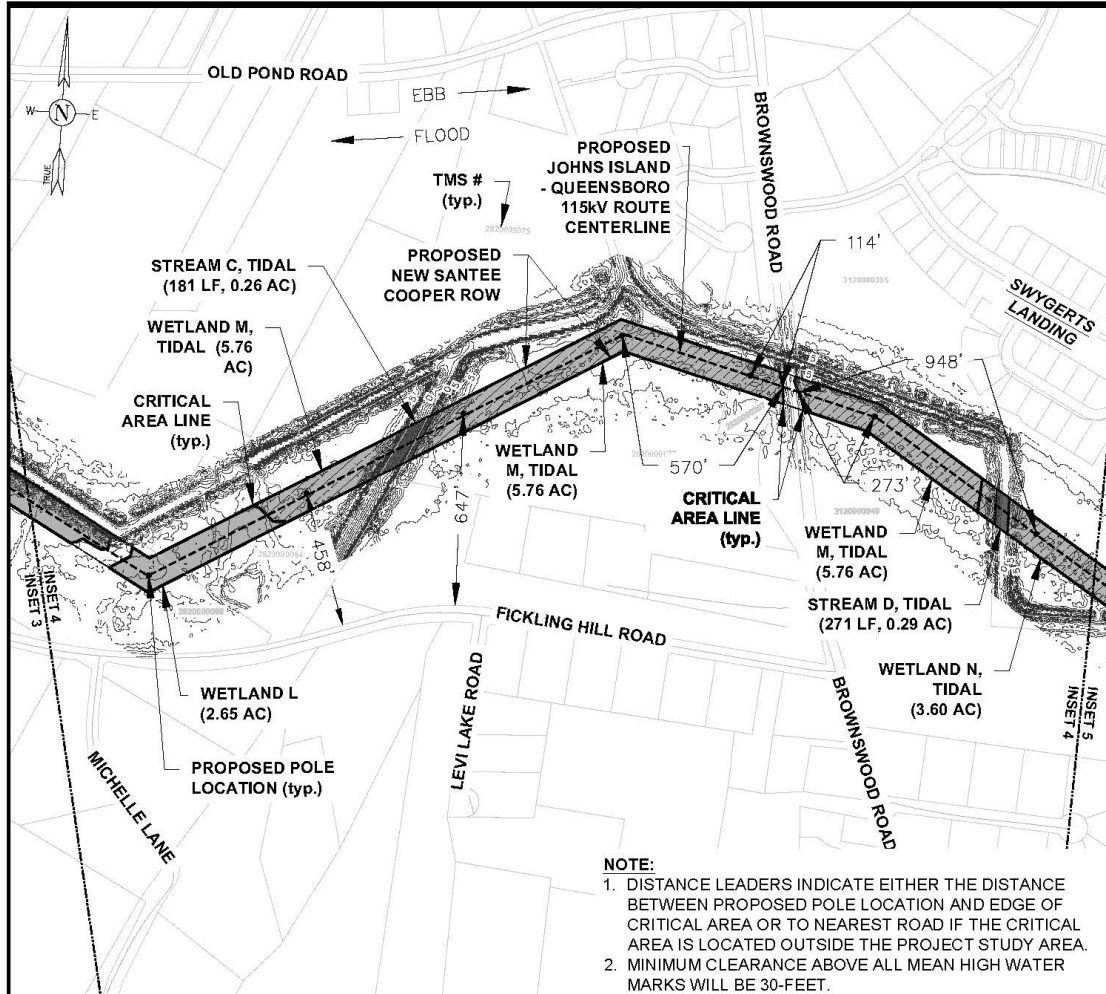 OLD POND ROAD
EBB
FLOOD
W
N
E
TRUE
TMS #
(typ.)
2820000075
PROPOSED
JOHNS ISLAND
- QUEENSBORO
115kV ROUTE
CENTERLINE
BROWNSWOOD ROAD
114'
3120000305
SWYGERTS
LANDING
PROPOSED
NEW SANTEE
COOPER ROW
STREAM C, TIDAL
(181 LF, 0.26 AC)
WETLAND M,
TIDAL (5.76
AC)
CRITICAL
AREA LINE
(typ.)
948'
WETLAND
M, TIDAL
(5.76 AC)
570'
273'
CRITICAL
AREA LINE
(typ.)
3120000049
647'
458'
WETLAND
M, TIDAL
(5.76 AC)
STREAM D, TIDAL
(271 LF, 0.29 AC)
WETLAND N,
TIDAL
(3.60 AC)
FICKLING HILL ROAD
INSET 4
INSET 3
WETLAND L
(2.65 AC)
PROPOSED POLE
LOCATION (typ.)
MICHELLE LANE
LEVI LAKE ROAD
BROWNSWOOD ROAD
INSET 5
INSET 4
NOTE:
1. DISTANCE LEADERS INDICATE EITHER THE DISTANCE
BETWEEN PROPOSED POLE LOCATION AND EDGE OF
CRITICAL AREA OR TO NEAREST ROAD IF THE CRITICAL
AREA IS LOCATED OUTSIDE THE PROJECT STUDY AREA.
2. MINIMUM CLEARANCE ABOVE ALL MEAN HIGH WATER
MARKS WILL BE 30-FEET.